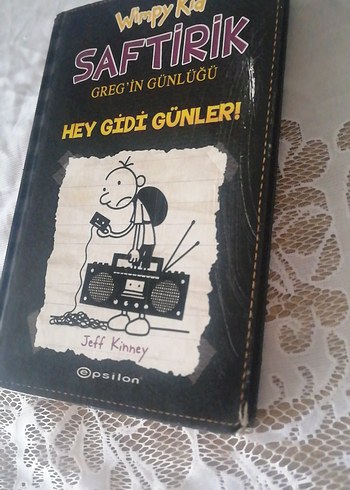 Wimpy Kid
SAFTİRİK
GREG'İN GÜNLÜĞÜ
HEY GİDİ GÜNLER!
Jeff Kinney
epsilon